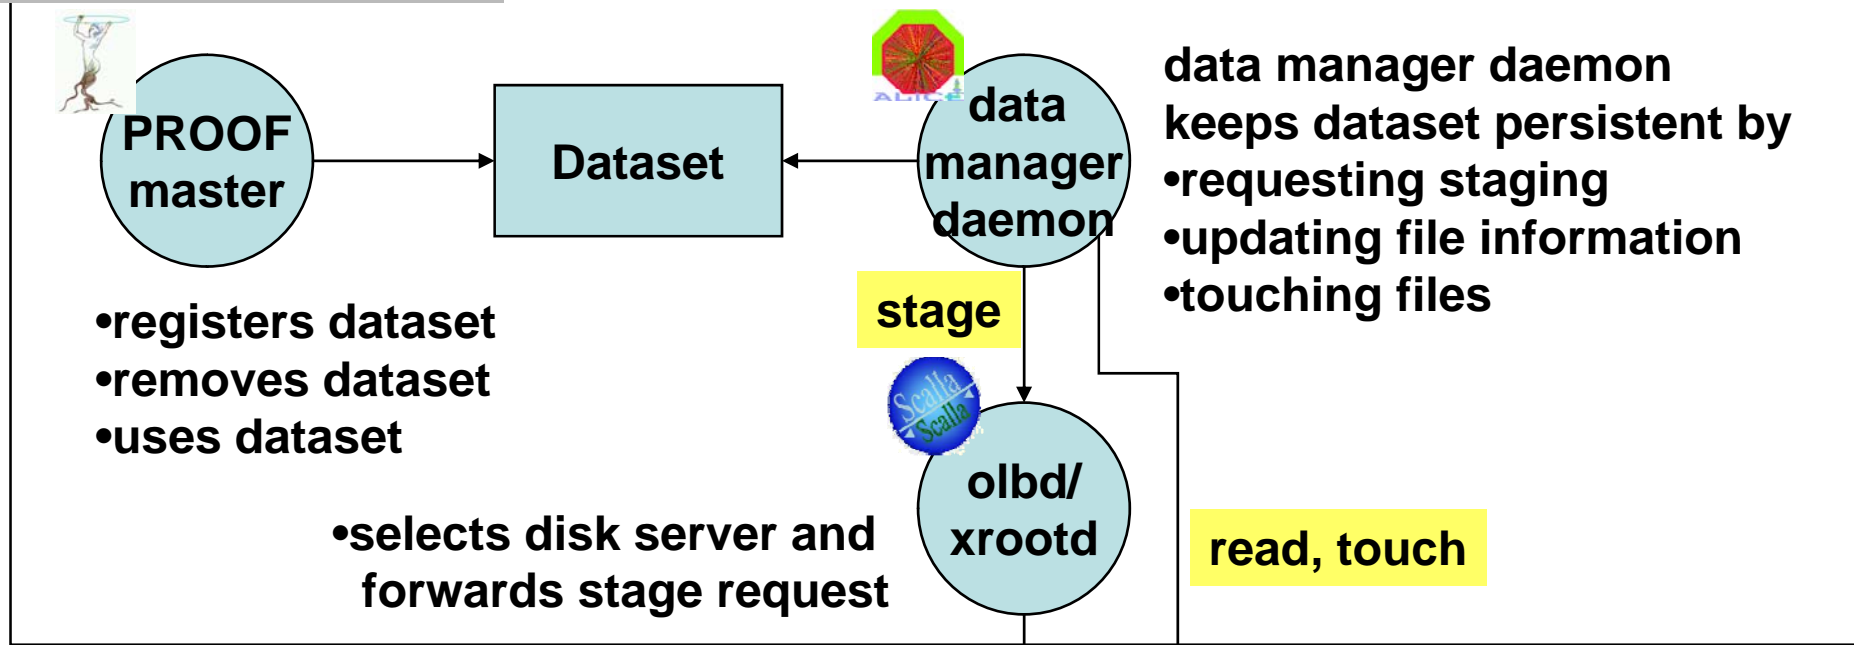 PROOF
master
Dataset
ALICE
data
manager
daemon
data manager daemon
keeps dataset persistent by
•requesting staging
•updating file information
•touching files
•registers dataset
•removes dataset
•uses dataset
stage
Scalla
Scalla
olbd/
xrootd
•selects disk server and
forwards stage request
read, touch